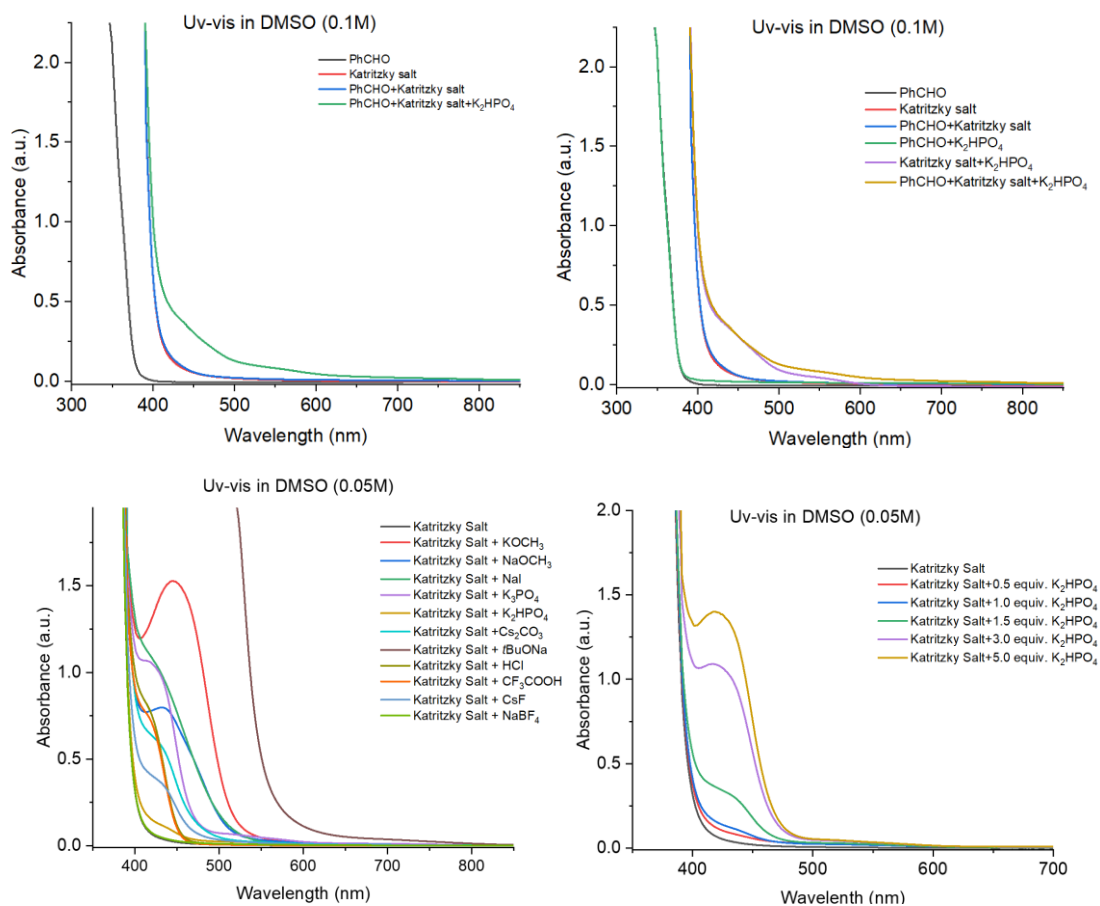 Uv-vis in DMSO (0.1M)
PhCHO
Katritzky salt
PhCHO+Katritzky salt
PhCHO+Katritzky salt+K₂HPO₄
Absorbance (a.u.)
2.0
1.5
1.0
0.5
0.0
300 400 500 600 700 800
Wavelength (nm)
Uv-vis in DMSO (0.1M)
PhCHO
Katritzky salt
PhCHO+Katritzky salt
PhCHO+K₂HPO₄
Katritzky salt+K₂HPO₄
PhCHO+Katritzky salt+K₂HPO₄
Absorbance (a.u.)
2.0
1.5
1.0
0.5
0.0
300 400 500 600 700 800
Wavelength (nm)
Uv-vis in DMSO (0.05M)
Katritzky Salt
Katritzky Salt + KOCH₃
Katritzky Salt + NaOCH₃
Katritzky Salt + NaI
Katritzky Salt + K₃PO₄
Katritzky Salt + K₂HPO₄
Katritzky Salt +Cs₂CO₃
Katritzky Salt + tBuONa
Katritzky Salt + HCl
Katritzky Salt + CF₃COOH
Katritzky Salt + CsF
Katritzky Salt + NaBF₄
Absorbance (a.u.)
1.5
1.0
0.5
0.0
400 500 600 700 800
Wavelength (nm)
Uv-vis in DMSO (0.05M)
Katritzky Salt
Katritzky Salt+0.5 equiv. K₂HPO₄
Katritzky Salt+1.0 equiv. K₂HPO₄
Katritzky Salt+1.5 equiv. K₂HPO₄
Katritzky Salt+3.0 equiv. K₂HPO₄
Katritzky Salt+5.0 equiv. K₂HPO₄
Absorbance (a.u.)
2.0
1.5
1.0
0.5
0.0
400 500 600 700
Wavelenth (nm)